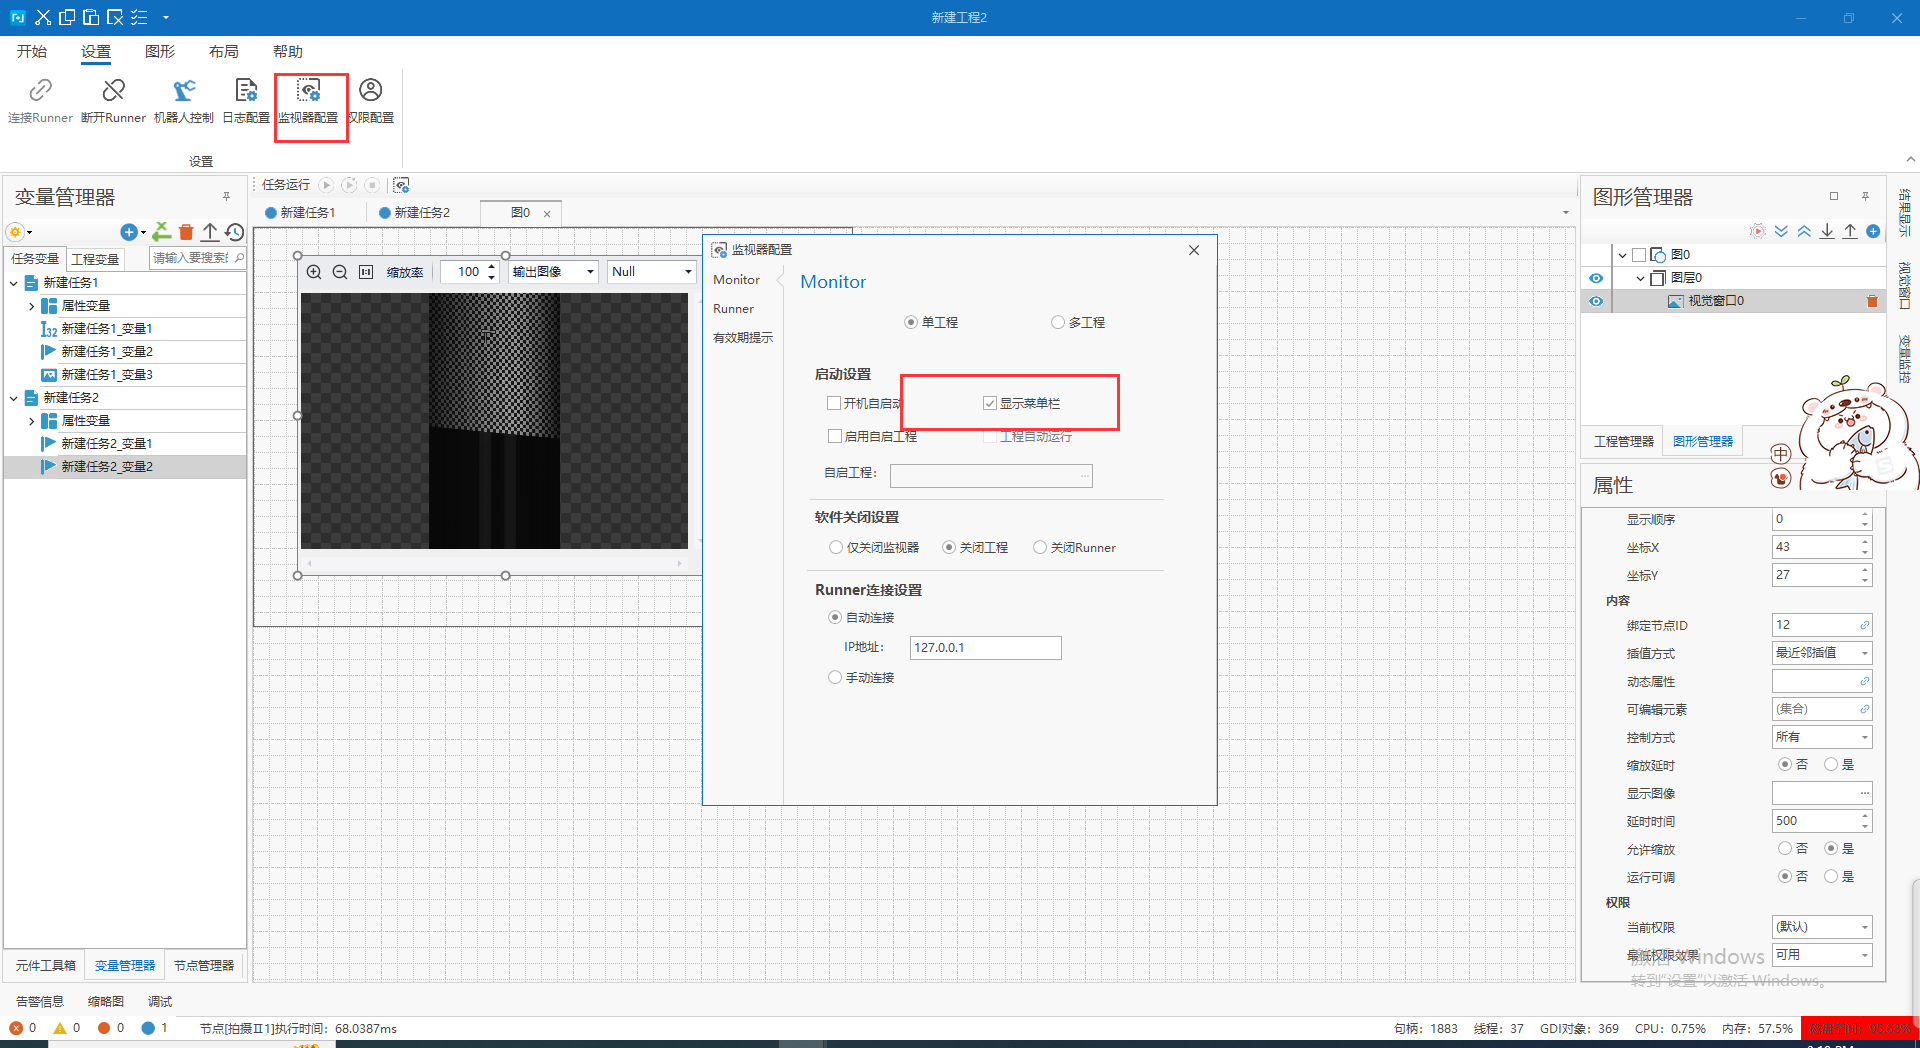 新建工程2
开始 设置 图形 布局 帮助
连接Runner 断开Runner 机器人控制 日志配置 监视器配置 权限配置
设置
变量管理器
任务变量 工程变量 请输入要搜索
新建任务1
属性变量
新建任务1_变量1
新建任务1_变量2
新建任务1_变量3
新建任务2
属性变量
新建任务2_变量1
新建任务2_变量2
元件工具箱 变量管理器 节点管理器
任务运行
新建任务1 新建任务2 图0
缩放率 100 输出图像 Null
监视器配置
Monitor
Runner
有效期提示
Monitor
单工程 多工程
启动设置
开机自启动 显示菜单栏
启用自启工程 工程自动运行
自启工程:
软件关闭设置
仅关闭监视器 关闭工程 关闭Runner
Runner连接设置
自动连接
IP地址: 127.0.0.1
手动连接
图形管理器
图0
图层0
视觉窗口0
工程管理器 图形管理器
结果显示
视觉窗口
变量监控
中
属性
显示顺序 0
坐标X 43
坐标Y 27
内容
绑定节点ID 12
插值方式 最近邻插值
动态属性
可编辑元素 (集合)
控制方式 所有
缩放延时 否 是
显示图像
延时时间 500
允许缩放 否 是
运行可调 否 是
权限
当前权限 (默认)
最低权限效果 可用
激活 Windows
转到"设置"以激活 Windows。
告警信息 缩略图 调试
0 0 0 1 节点[拍摄II1]执行时间: 68.0387ms
句柄: 1883 线程: 37 GDI对象: 369 CPU: 0.75% 内存: 57.5%